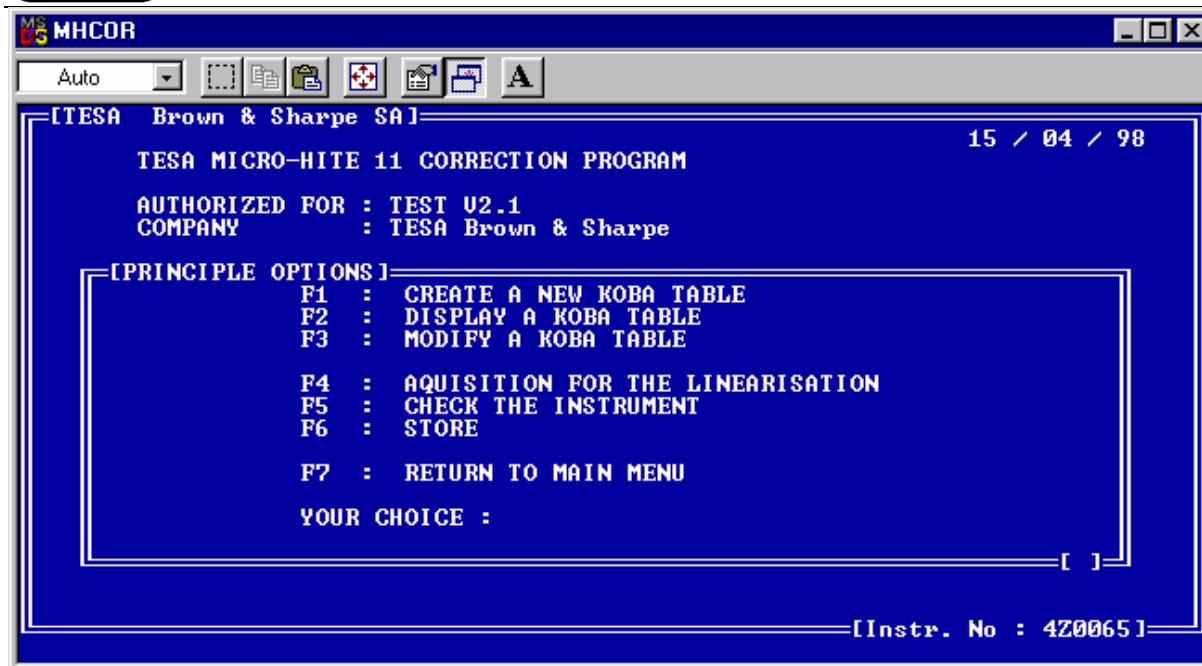 MHCOR
Auto
A
[TESA Brown & Sharpe SA]
15 / 04 / 98
TESA MICRO-HITE 11 CORRECTION PROGRAM
AUTHORIZED FOR : TEST V2.1
COMPANY : TESA Brown & Sharpe
[PRINCIPLE OPTIONS]
F1 : CREATE A NEW KOBA TABLE
F2 : DISPLAY A KOBA TABLE
F3 : MODIFY A KOBA TABLE
F4 : AQUISITION FOR THE LINEARISATION
F5 : CHECK THE INSTRUMENT
F6 : STORE
F7 : RETURN TO MAIN MENU
YOUR CHOICE :
[ ]
[Instr. No : 4Z0065]